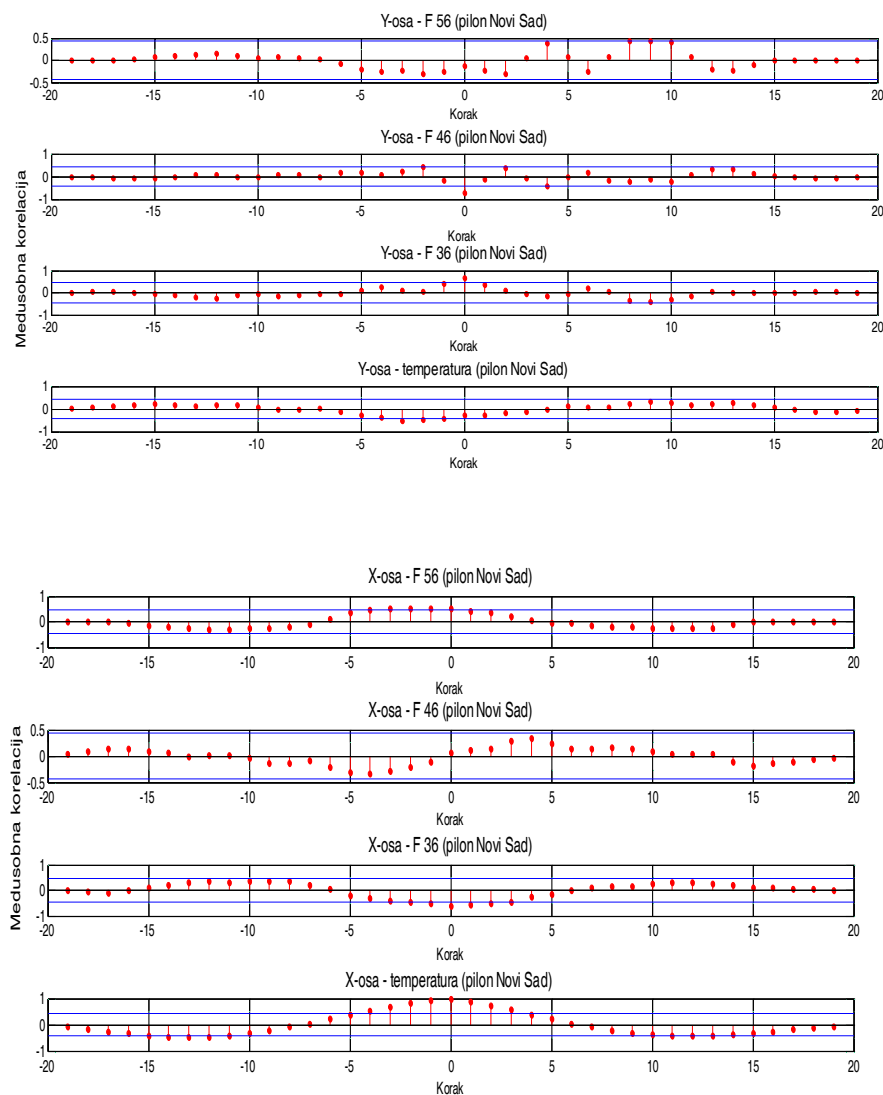 Y-osa - F 56 (pilon Novi Sad)
0.5
0
-0.5
-20 -15 -10 -5 0 5 10 15 20
Korak
Y-osa - F 46 (pilon Novi Sad)
1
0
-1
-20 -15 -10 -5 0 5 10 15 20
Korak
Y-osa - F 36 (pilon Novi Sad)
1
0
-1
-20 -15 -10 -5 0 5 10 15 20
Korak
Y-osa - temperatura (pilon Novi Sad)
1
0
-1
-20 -15 -10 -5 0 5 10 15 20
Korak
Medusobna korelacija
X-osa - F 56 (pilon Novi Sad)
1
0
-1
-20 -15 -10 -5 0 5 10 15 20
Korak
X-osa - F 46 (pilon Novi Sad)
0.5
0
-0.5
-20 -15 -10 -5 0 5 10 15 20
Korak
X-osa - F 36 (pilon Novi Sad)
1
0
-1
-20 -15 -10 -5 0 5 10 15 20
Korak
X-osa - temperatura (pilon Novi Sad)
1
0
-1
-20 -15 -10 -5 0 5 10 15 20
Korak
Medusobna korelacija